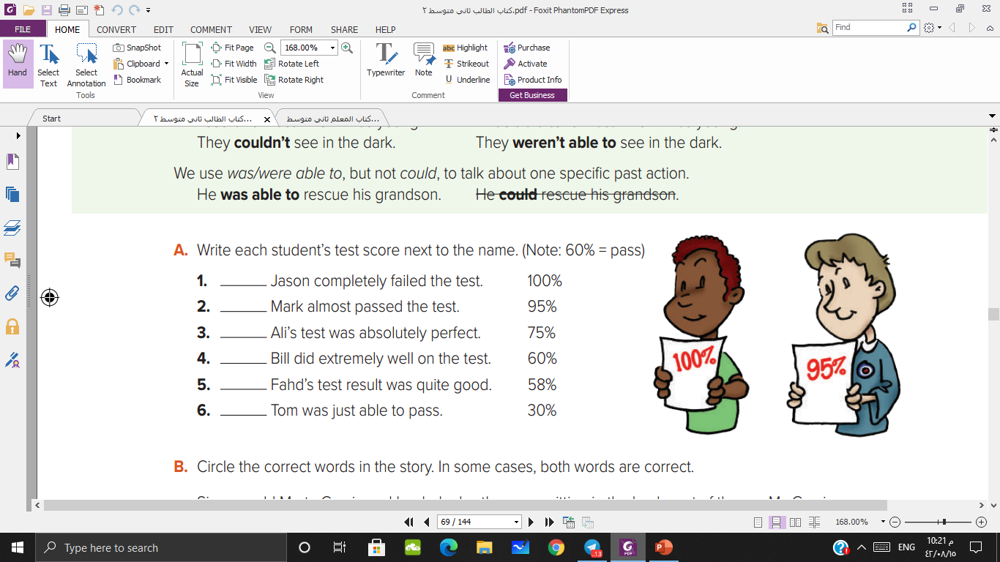 كتاب الطالب ثاني متوسط ٢.pdf - Foxit PhantomPDF Express
FILE HOME CONVERT EDIT COMMENT VIEW FORM SHARE HELP
Find
Hand
Select Text
Select Annotation
SnapShot
Clipboard
Bookmark
Tools
Actual Size
Fit Page
Fit Width
Fit Visible
168.00%
Rotate Left
Rotate Right
View
Typewriter
Note
Highlight
Strikeout
Underline
Comment
Purchase
Activate
Product Info
Get Business
Start
كتاب الطالب ثاني متوسط ٢...
كتاب المعلم ثاني متوسط...
They couldn't see in the dark. They weren't able to see in the dark.
We use was/were able to, but not could, to talk about one specific past action.
He was able to rescue his grandson. He could rescue his grandson.
A. Write each student's test score next to the name. (Note: 60% = pass)
1. ______ Jason completely failed the test. 100%
2. ______ Mark almost passed the test. 95%
3. ______ Ali's test was absolutely perfect. 75%
4. ______ Bill did extremely well on the test. 60%
5. ______ Fahd's test result was quite good. 58%
6. ______ Tom was just able to pass. 30%
100%
95%
B. Circle the correct words in the story. In some cases, both words are correct.
69 / 144
168.00%
Type here to search
13
PDF
ENG
10:21 م
٤٢/٠٨/١٥